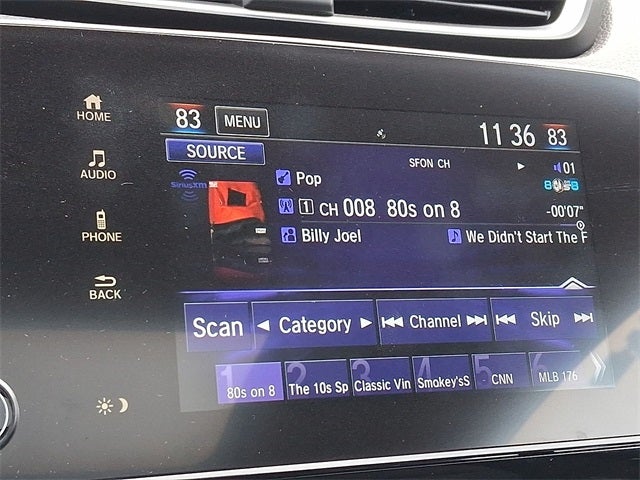 HOME
AUDIO
PHONE
BACK
83 MENU 11 36 83
SOURCE SFON CH 01
SiriusXM Pop
1 CH 008 80s on 8 -00'07"
Billy Joel We Didn't Start The F
Scan Category Channel Skip
1 80s on 8 2 The 10s Sp 3 Classic Vin 4 Smokey'sS 5 CNN 6 MLB 176